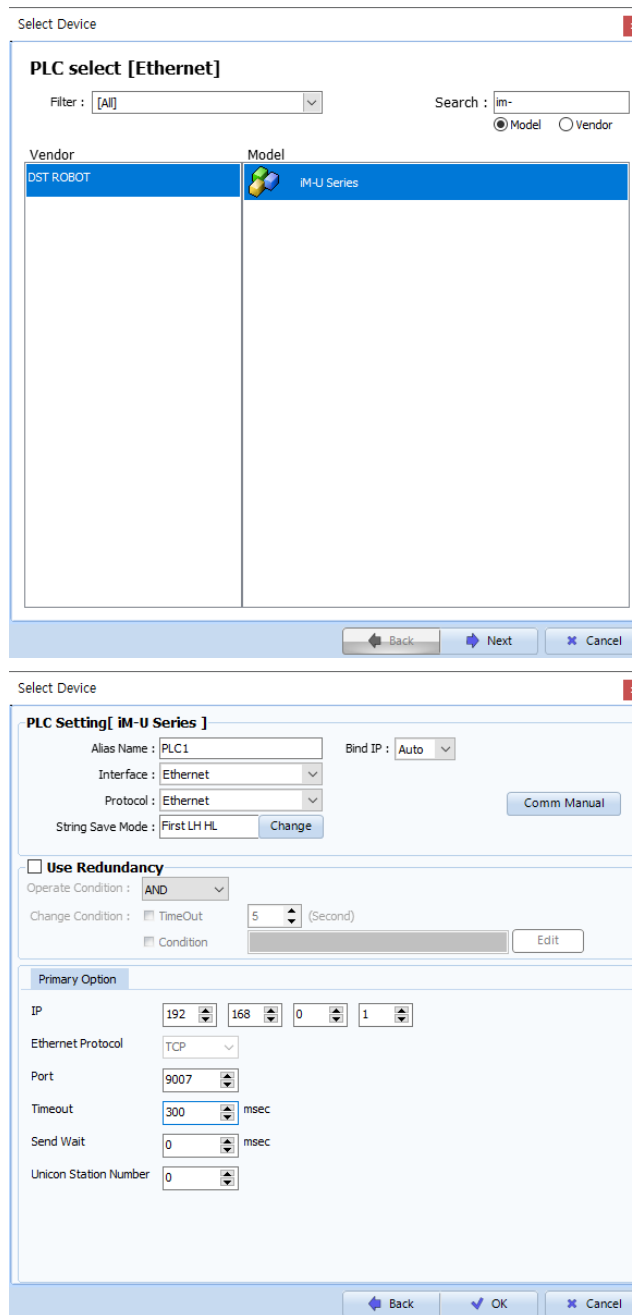 Select Device
PLC select [Ethernet]
Filter : [All]
Search : im-
Model Vendor
Vendor Model
DST ROBOT iM-U Series
Back Next Cancel
Select Device
PLC Setting[ iM-U Series ]
Alias Name : PLC1 Bind IP : Auto
Interface : Ethernet
Protocol : Ethernet Comm Manual
String Save Mode : First LH HL Change
Use Redundancy
Operate Condition : AND
Change Condition : TimeOut 5 (Second)
Condition Edit
Primary Option
IP 192 168 0 1
Ethernet Protocol TCP
Port 9007
Timeout 300 msec
Send Wait 0 msec
Unicon Station Number 0
Back OK Cancel